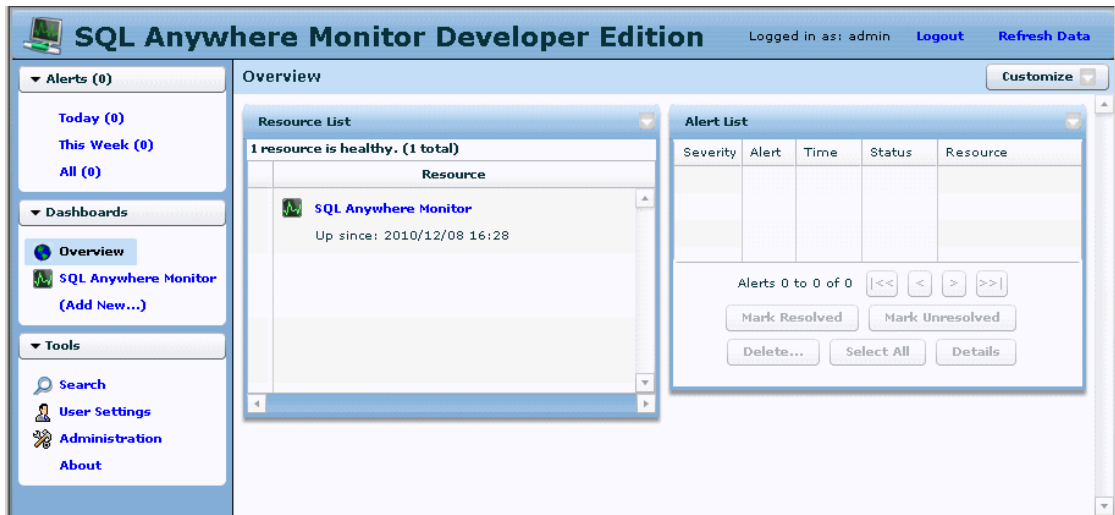 SQL Anywhere Monitor Developer Edition
Logged in as: admin Logout Refresh Data
Alerts (0)
Today (0)
This Week (0)
All (0)
Dashboards
Overview
SQL Anywhere Monitor
(Add New...)
Tools
Search
User Settings
Administration
About
Overview
Customize
Resource List
1 resource is healthy. (1 total)
Resource
SQL Anywhere Monitor
Up since: 2010/12/08 16:28
Alert List
Severity Alert Time Status Resource
Alerts 0 to 0 of 0 |<< < > >>|
Mark Resolved Mark Unresolved
Delete... Select All Details